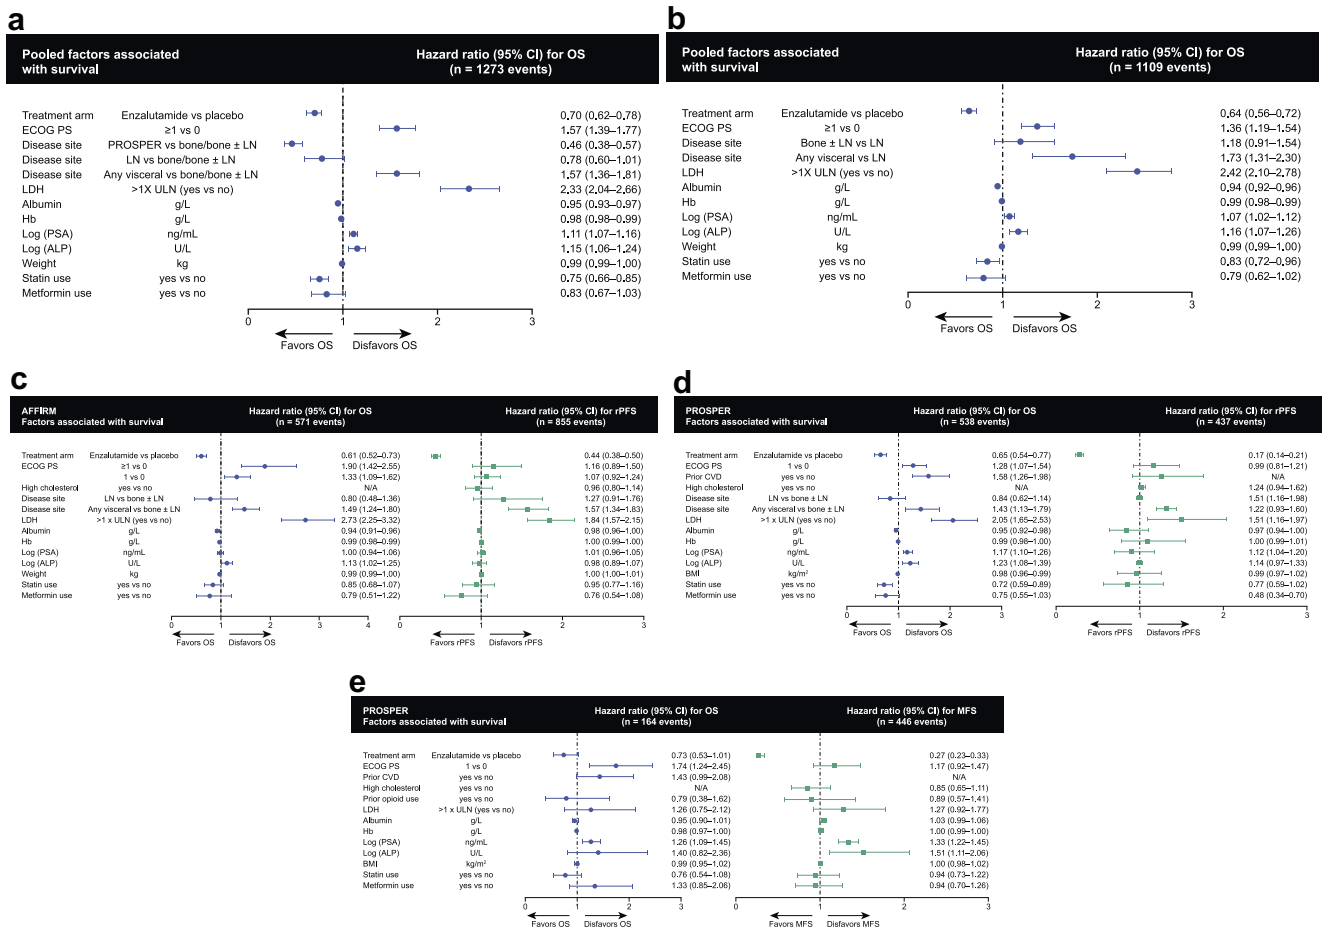 a
Pooled factors associated with survival Hazard ratio (95% CI) for OS (n = 1273 events)
Treatment arm Enzalutamide vs placebo 0.70 (0.62–0.78)
ECOG PS ≥1 vs 0 1.57 (1.39–1.77)
Disease site PROSPER vs bone/bone ± LN 0.46 (0.38–0.57)
Disease site LN vs bone/bone ± LN 0.78 (0.60–1.01)
Disease site Any visceral vs bone/bone ± LN 1.57 (1.36–1.81)
LDH >1X ULN (yes vs no) 2.33 (2.04–2.66)
Albumin g/L 0.95 (0.93–0.97)
Hb g/L 0.98 (0.98–0.99)
Log (PSA) ng/mL 1.11 (1.07–1.16)
Log (ALP) U/L 1.15 (1.06–1.24)
Weight kg 0.99 (0.99–1.00)
Statin use yes vs no 0.75 (0.66–0.85)
Metformin use yes vs no 0.83 (0.67–1.03)
0 1 2 3
Favors OS Disfavors OS
b
Pooled factors associated with survival Hazard ratio (95% CI) for OS (n = 1109 events)
Treatment arm Enzalutamide vs placebo 0.64 (0.56–0.72)
ECOG PS ≥1 vs 0 1.36 (1.19–1.54)
Disease site Bone ± LN vs LN 1.18 (0.91–1.54)
Disease site Any visceral vs LN 1.73 (1.31–2.30)
LDH >1X ULN (yes vs no) 2.42 (2.10–2.78)
Albumin g/L 0.94 (0.92–0.96)
Hb g/L 0.99 (0.98–0.99)
Log (PSA) ng/mL 1.07 (1.02–1.12)
Log (ALP) U/L 1.16 (1.07–1.26)
Weight kg 0.99 (0.99–1.00)
Statin use yes vs no 0.83 (0.72–0.96)
Metformin use yes vs no 0.79 (0.62–1.02)
0 1 2 3
Favors OS Disfavors OS
c
AFFIRM Factors associated with survival Hazard ratio (95% CI) for OS (n = 571 events) Hazard ratio (95% CI) for rPFS (n = 855 events)
Treatment arm Enzalutamide vs placebo 0.61 (0.52–0.73) 0.44 (0.38–0.50)
ECOG PS ≥1 vs 0 1.90 (1.42–2.55) 1.16 (0.89–1.50)
1 vs 0 1.33 (1.09–1.62) 1.07 (0.92–1.24)
High cholesterol yes vs no N/A 0.96 (0.80–1.14)
Disease site LN vs bone ± LN 0.80 (0.48–1.36) 1.27 (0.91–1.76)
Disease site Any visceral vs bone ± LN 1.49 (1.24–1.80) 1.57 (1.34–1.83)
LDH >1 x ULN (yes vs no) 2.73 (2.25–3.32) 1.84 (1.57–2.15)
Albumin g/L 0.94 (0.91–0.96) 0.98 (0.96–1.00)
Hb g/L 0.99 (0.98–0.99) 1.00 (0.99–1.00)
Log (PSA) ng/mL 1.00 (0.94–1.06) 1.01 (0.96–1.05)
Log (ALP) U/L 1.13 (1.02–1.25) 0.98 (0.89–1.07)
Weight kg 0.99 (0.99–1.00) 1.00 (1.00–1.01)
Statin use yes vs no 0.85 (0.68–1.07) 0.95 (0.77–1.16)
Metformin use yes vs no 0.79 (0.51–1.22) 0.76 (0.54–1.08)
0 1 2 3 4 0 1 2 3
Favors OS Disfavors OS Favors rPFS Disfavors rPFS
d
PROSPER Factors associated with survival Hazard ratio (95% CI) for OS (n = 538 events) Hazard ratio (95% CI) for rPFS (n = 437 events)
Treatment arm Enzalutamide vs placebo 0.65 (0.54–0.77) 0.17 (0.14–0.21)
ECOG PS 1 vs 0 1.28 (1.07–1.54) 0.99 (0.81–1.21)
Prior CVD yes vs no 1.58 (1.26–1.98) N/A
High cholesterol yes vs no N/A 1.24 (0.94–1.62)
Disease site LN vs bone ± LN 0.84 (0.62–1.14) 1.51 (1.16–1.98)
Disease site Any visceral vs bone ± LN 1.43 (1.13–1.79) 1.22 (0.93–1.60)
LDH >1 x ULN (yes vs no) 2.05 (1.65–2.53) 1.51 (1.16–1.97)
Albumin g/L 0.95 (0.92–0.98) 0.97 (0.94–1.00)
Hb g/L 0.99 (0.98–1.00) 1.00 (0.99–1.01)
Log (PSA) ng/mL 1.17 (1.10–1.26) 1.12 (1.04–1.20)
Log (ALP) U/L 1.23 (1.08–1.39) 1.14 (0.97–1.33)
BMI kg/m² 0.98 (0.96–0.99) 0.99 (0.97–1.02)
Statin use yes vs no 0.72 (0.59–0.89) 0.77 (0.59–1.02)
Metformin use yes vs no 0.75 (0.55–1.03) 0.48 (0.34–0.70)
0 1 2 3 0 1 2 3
Favors OS Disfavors OS Favors rPFS Disfavors rPFS
e
PROSPER Factors associated with survival Hazard ratio (95% CI) for OS (n = 164 events) Hazard ratio (95% CI) for MFS (n = 446 events)
Treatment arm Enzalutamide vs placebo 0.73 (0.53–1.01) 0.27 (0.23–0.33)
ECOG PS 1 vs 0 1.74 (1.24–2.45) 1.17 (0.92–1.47)
Prior CVD yes vs no 1.43 (0.99–2.08) N/A
High cholesterol yes vs no N/A 0.85 (0.65–1.11)
Prior opioid use yes vs no 0.79 (0.38–1.62) 0.89 (0.57–1.41)
LDH >1 x ULN (yes vs no) 1.26 (0.75–2.12) 1.27 (0.92–1.77)
Albumin g/L 0.95 (0.90–1.01) 1.03 (0.99–1.06)
Hb g/L 0.98 (0.97–1.00) 1.00 (0.99–1.00)
Log (PSA) ng/mL 1.26 (1.09–1.45) 1.33 (1.22–1.45)
Log (ALP) U/L 1.40 (0.82–2.36) 1.51 (1.11–2.06)
BMI kg/m² 0.99 (0.95–1.02) 1.00 (0.98–1.02)
Statin use yes vs no 0.76 (0.54–1.08) 0.94 (0.73–1.22)
Metformin use yes vs no 1.33 (0.85–2.06) 0.94 (0.70–1.26)
0 1 2 3 0 1 2 3
Favors OS Disfavors OS Favors MFS Disfavors MFS